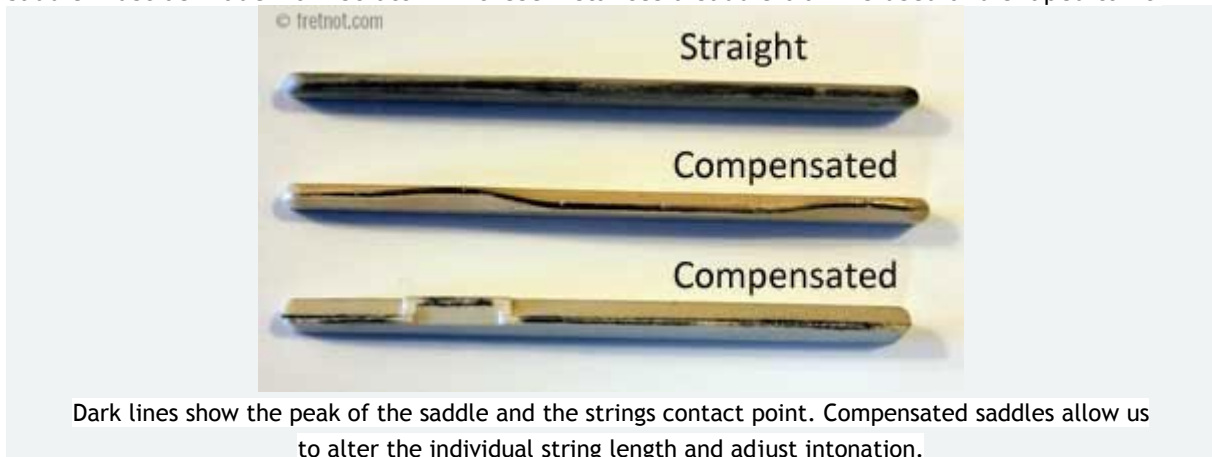 © fretnot.com
Straight
Compensated
Compensated
Dark lines show the peak of the saddle and the strings contact point. Compensated saddles allow us
to alter the individual string length and adjust intonation.